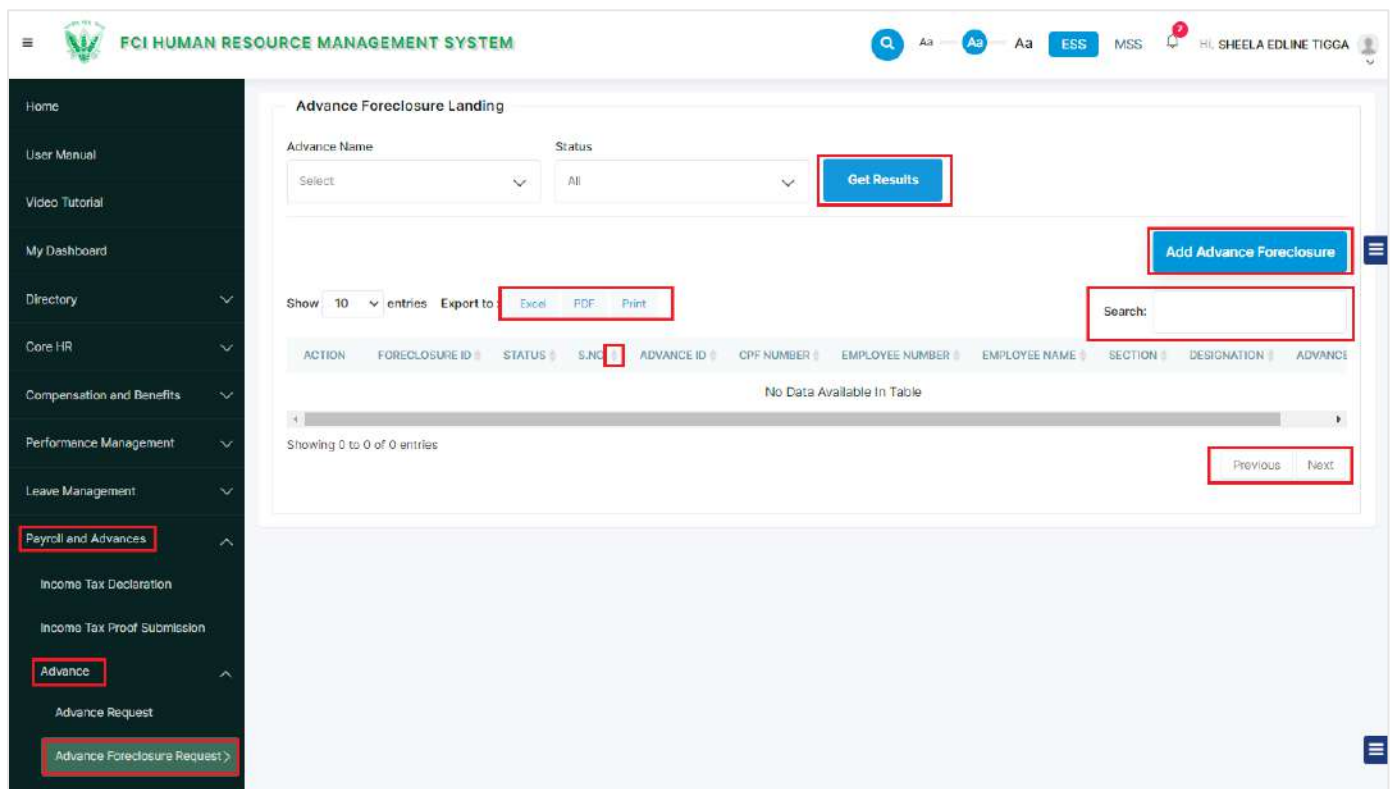 FCI HUMAN RESOURCE MANAGEMENT SYSTEM
Aa Aa Aa ESS MSS 2 HI, SHEELA EDLINE TIGGA
Home
User Manual
Video Tutorial
My Dashboard
Directory
Core HR
Compensation and Benefits
Performance Management
Leave Management
Payroll and Advances
Income Tax Declaration
Income Tax Proof Submission
Advance
Advance Request
Advance Foreclosure Request
Advance Foreclosure Landing
Advance Name Status
Select All Get Results
Add Advance Foreclosure
Show 10 entries Export to : Excel PDF Print Search:
ACTION FORECLOSURE ID STATUS S.NO ADVANCE ID CPF NUMBER EMPLOYEE NUMBER EMPLOYEE NAME SECTION DESIGNATION ADVANCE
No Data Available In Table
Showing 0 to 0 of 0 entries
Previous Next